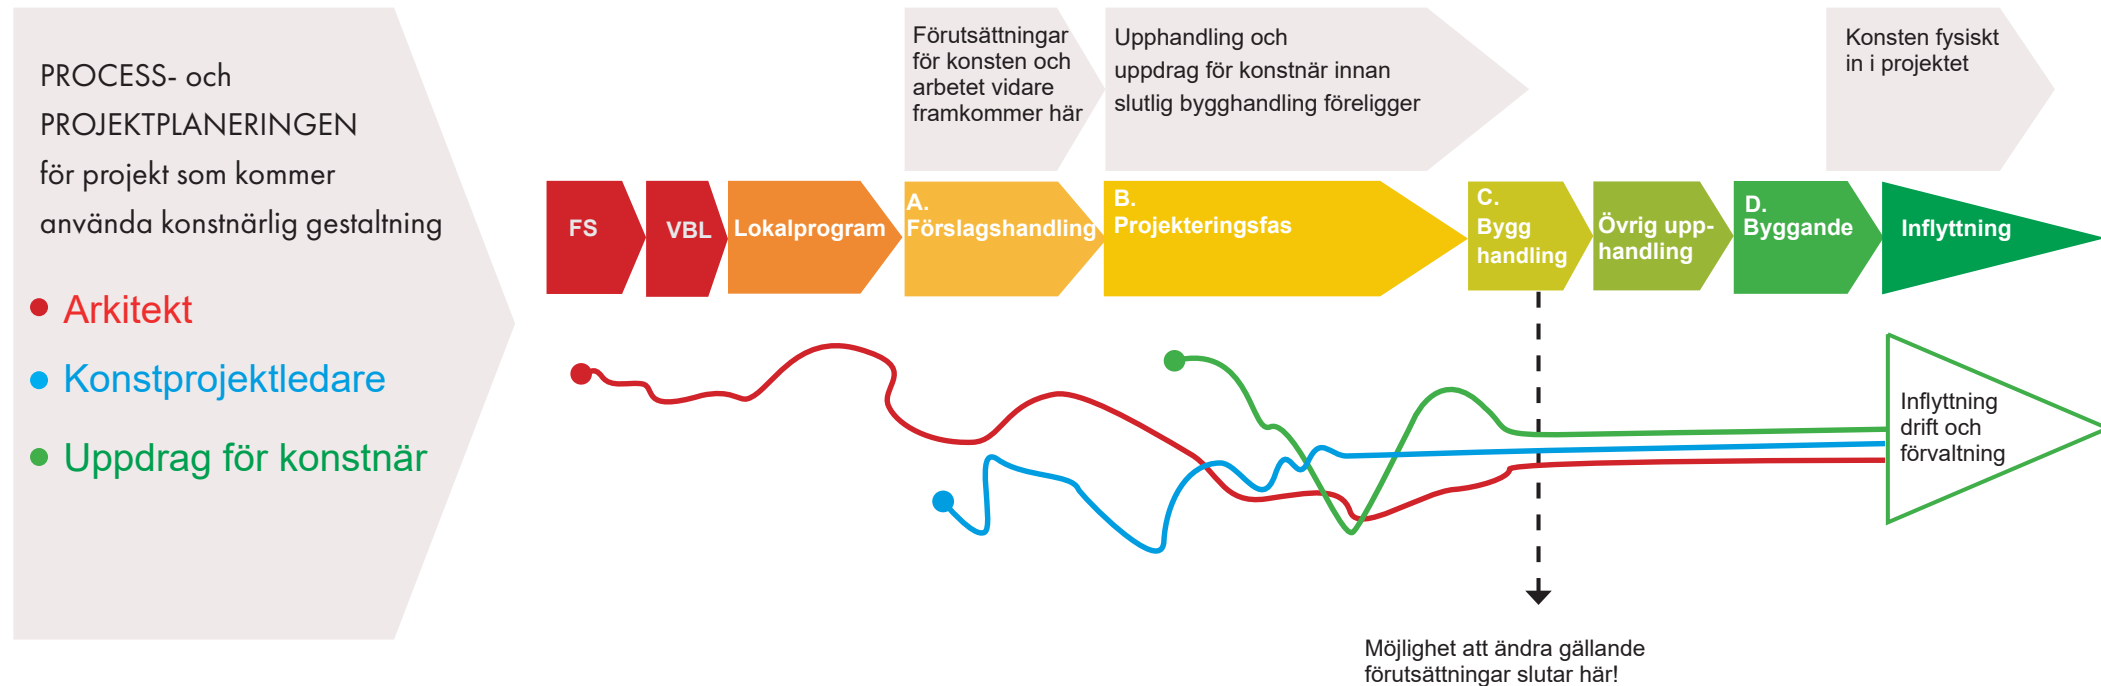 PROCESS- och
PROJEKTPLANERINGEN
för projekt som kommer
använda konstnärlig gestaltning
Arkitekt
Konstprojektledare
Uppdrag för konstnär
Förutsättningar
för konsten och
arbetet vidare
framkommer här
Upphandling och
uppdrag för konstnär innan
slutlig bygghandling föreligger
Konsten fysiskt
in i projektet
FS
VBL
Lokalprogram
A.
Förslagshandling
B.
Projekteringsfas
C.
Bygg
handling
Övrig upp-
handling
D.
Byggande
Inflyttning
Inflyttning
drift och
förvaltning
Möjlighet att ändra gällande
förutsättningar slutar här!